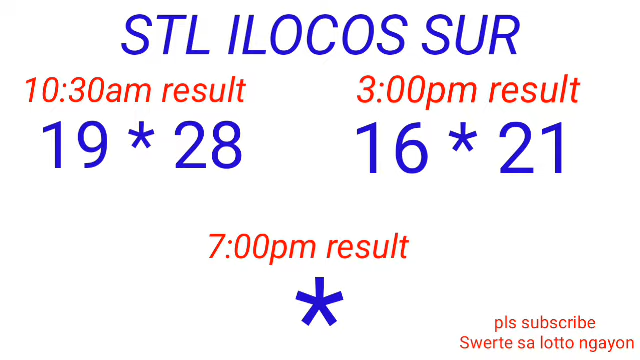 STL ILOCOS SUR
10:30am result
19 * 28
3:00pm result
16 * 21
7:00pm result
*
pls subscribe
Swerte sa lotto ngayon